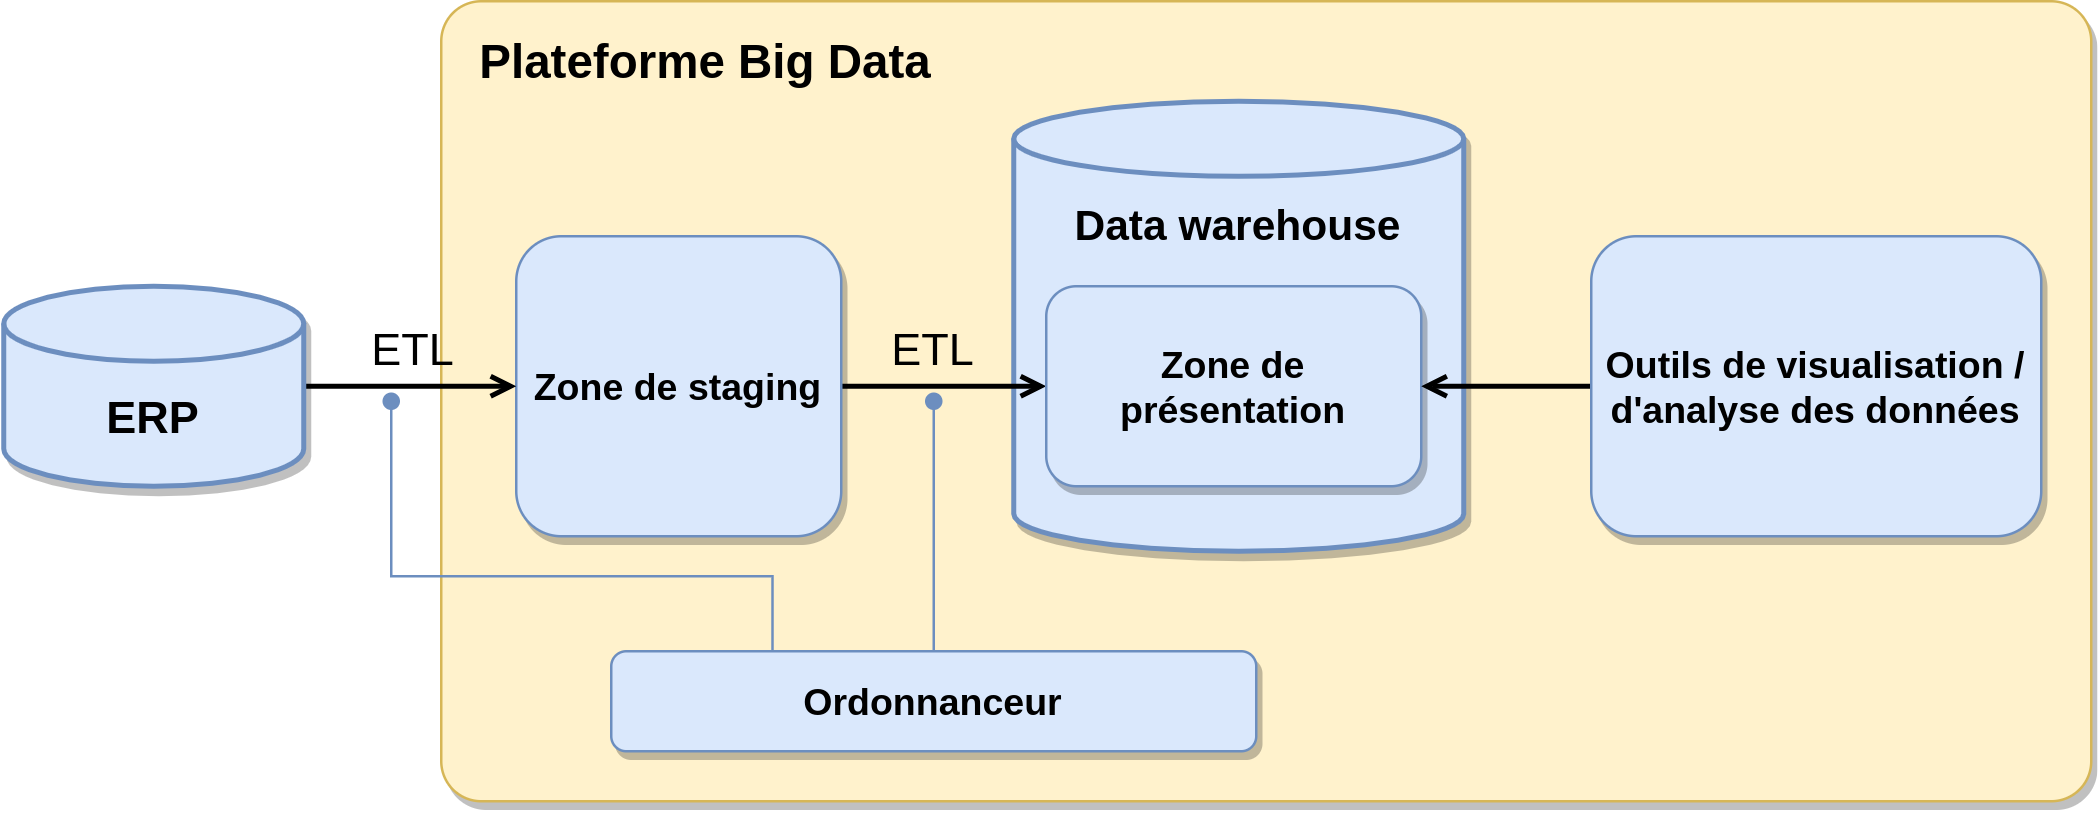 Plateforme Big Data
Data warehouse
ERP
ETL
Zone de staging
ETL
Zone de
présentation
Outils de visualisation /
d'analyse des données
Ordonnanceur